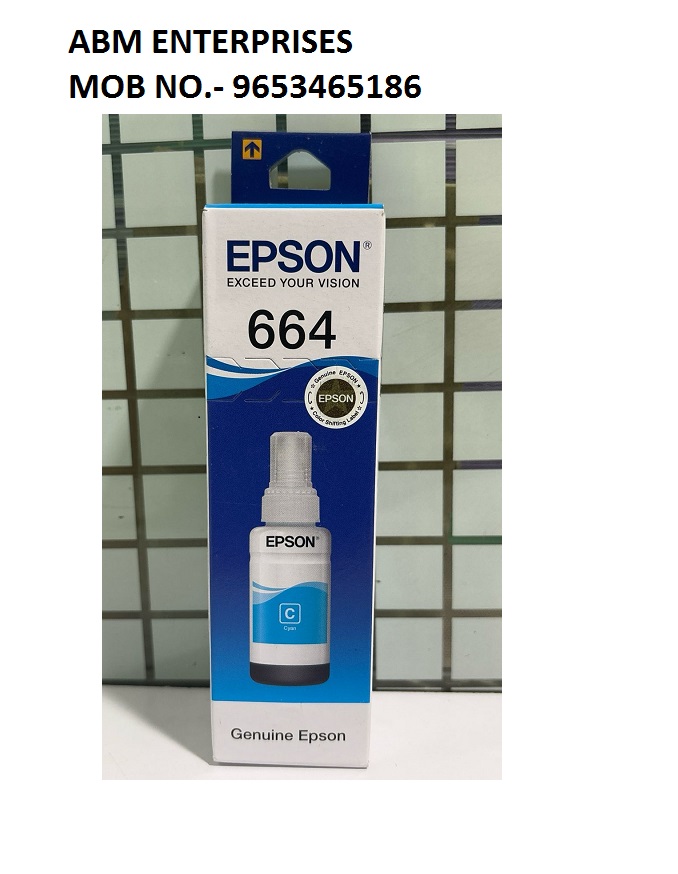 ABM ENTERPRISES
MOB NO.- 9653465186
EPSON®
EXCEED YOUR VISION
664
Genuine EPSON
EPSON
Color Shifting Label
EPSON
C
Cyan
Genuine Epson